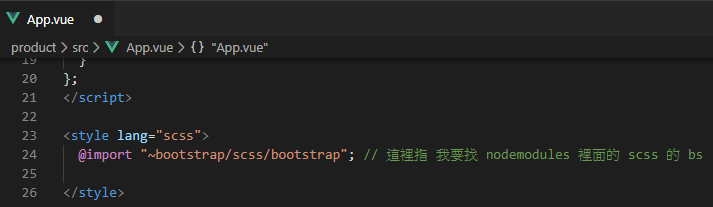 App.vue
product > src > App.vue > {} "App.vue"
19 }
20 };
21 </script>
22
23 <style lang="scss">
24 @import "~bootstrap/scss/bootstrap"; // 這裡指 我要找 nodemodules 裡面的 scss 的 bs
25
26 </style>